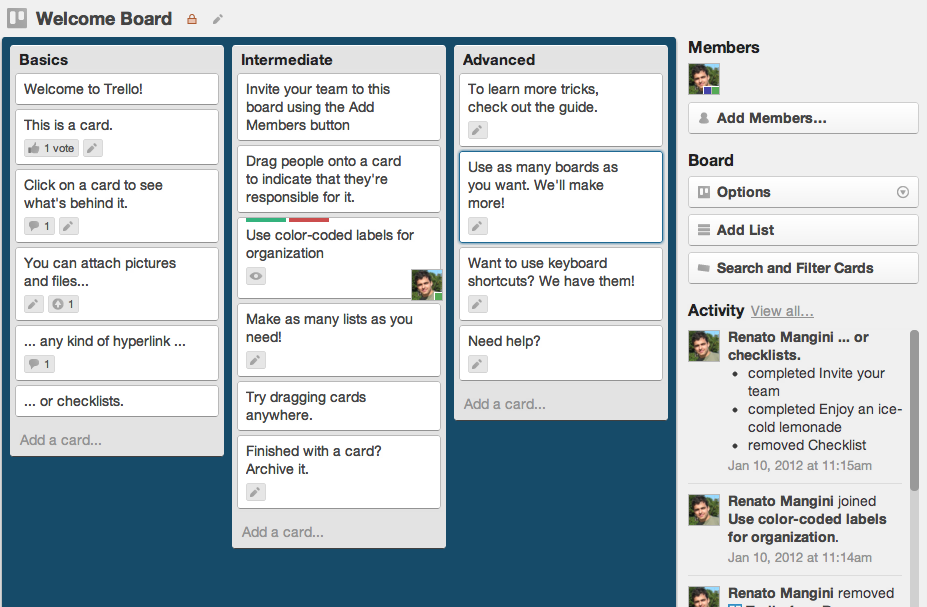 Welcome Board
Basics
Welcome to Trello!
This is a card.
1 vote
Click on a card to see
what's behind it.
1
You can attach pictures
and files...
1
... any kind of hyperlink ...
1
... or checklists.
Add a card...
Intermediate
Invite your team to this
board using the Add
Members button
Drag people onto a card
to indicate that they're
responsible for it.
Use color-coded labels for
organization
Make as many lists as you
need!
Try dragging cards
anywhere.
Finished with a card?
Archive it.
Add a card...
Advanced
To learn more tricks,
check out the guide.
Use as many boards as
you want. We'll make
more!
Want to use keyboard
shortcuts? We have them!
Need help?
Add a card...
Members
Add Members...
Board
Options
Add List
Search and Filter Cards
Activity View all...
Renato Mangini ... or
checklists.
• completed Invite your
team
• completed Enjoy an ice-
cold lemonade
• removed Checklist
Jan 10, 2012 at 11:15am
Renato Mangini joined
Use color-coded labels
for organization.
Jan 10, 2012 at 11:14am
Renato Mangini removed